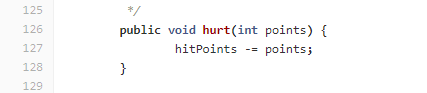 125 */
126 public void hurt(int points) {
127 hitPoints -= points;
128 }
129